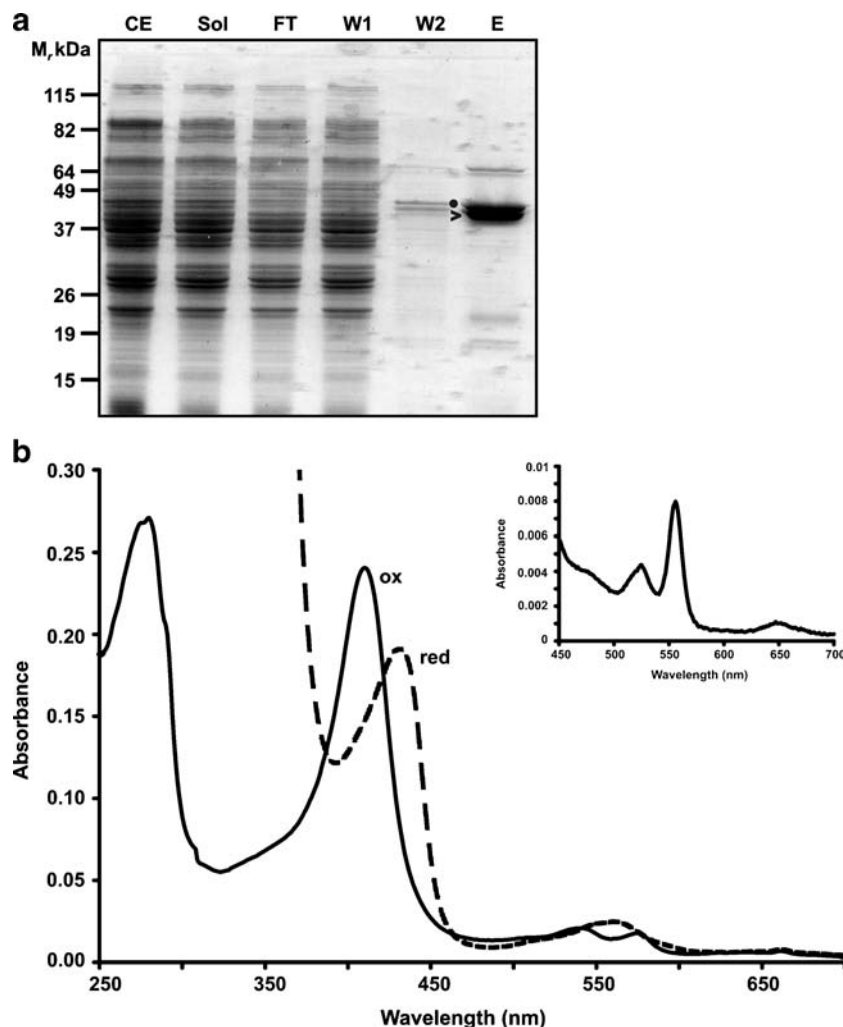 a
CE Sol FT W1 W2 E
Mr kDa
115
82
64
49
37
26
19
15
b
0.30
0.25
0.20
0.15
0.10
0.05
0.00
Absorbance
ox
red
250 350 450 550 650
Wavelength (nm)
0.01
0.008
0.006
0.004
0.002
0
Absorbance
450 500 550 600 650 700
Wavelength (nm)